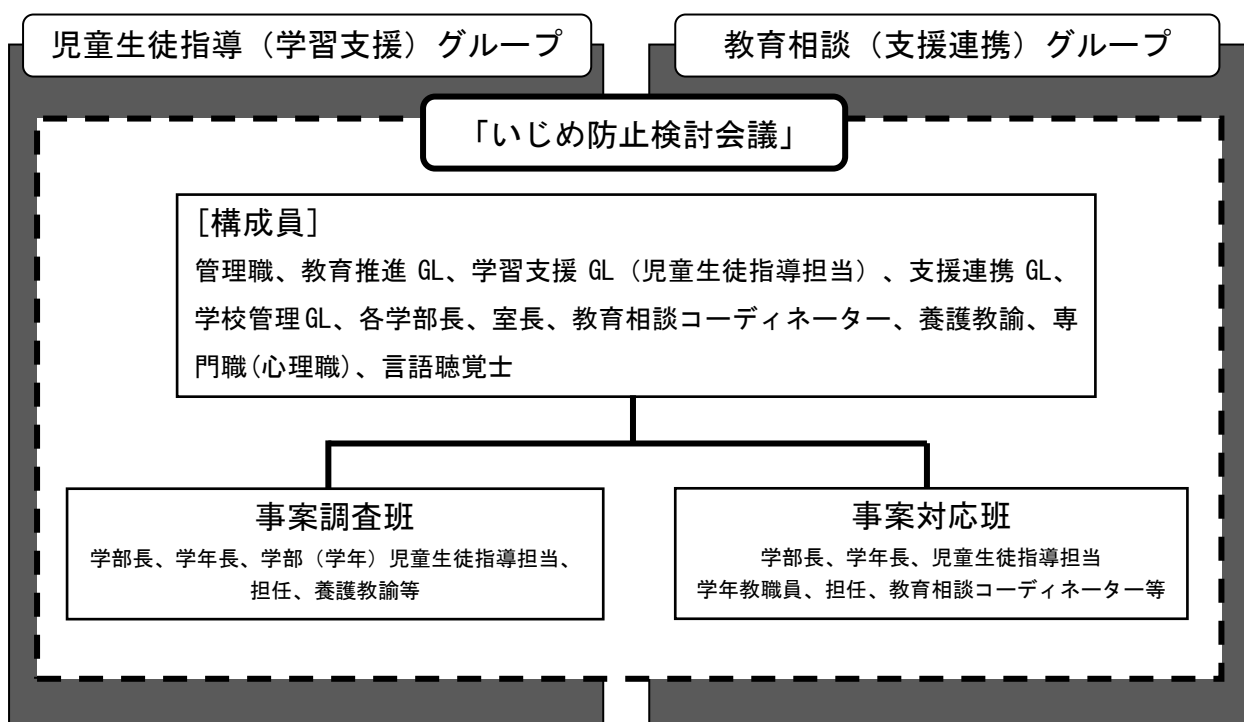 児童生徒指導（学習支援）グループ
教育相談（支援連携）グループ
「いじめ防止検討会議」
［構成員］
管理職、教育推進 GL、学習支援 GL（児童生徒指導担当）、支援連携 GL、
学校管理 GL、各学部長、室長、教育相談コーディネーター、養護教諭、専
門職(心理職)、言語聴覚士
事案調査班
学部長、学年長、学部（学年）児童生徒指導担当、
担任、養護教諭等
事案対応班
学部長、学年長、児童生徒指導担当
学年教職員、担任、教育相談コーディネーター等